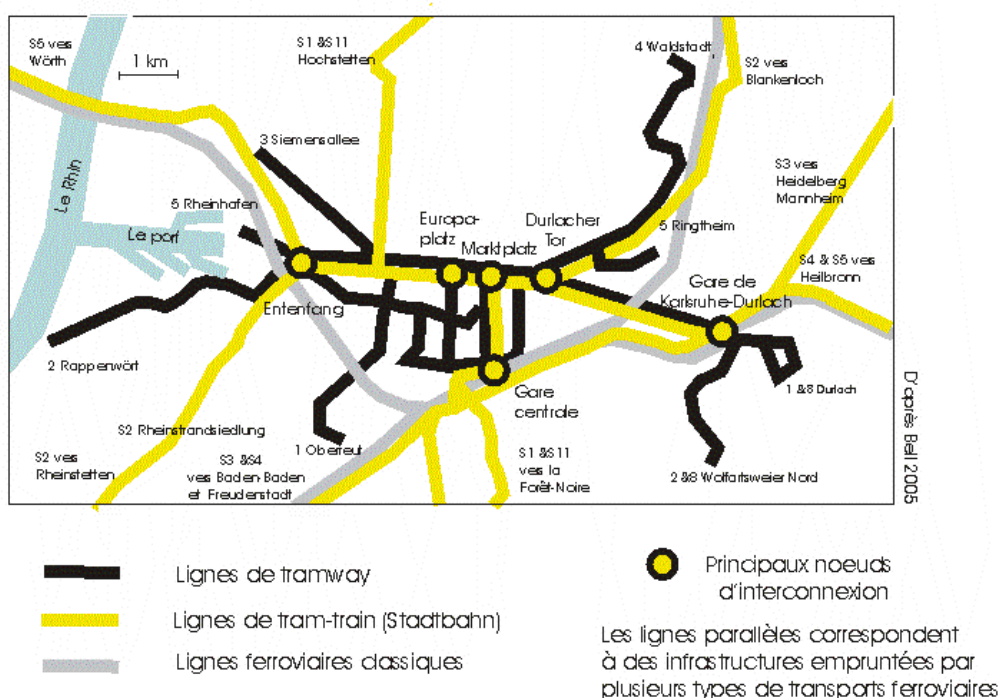 S5 vers
Wörth
1 km
S1 &S11
Hochstetten
4 Waldstadt
S2 vers
Blankenloch
3 Siemensallee
Le Rhin
S3 vers
Heidelberg
Mannheim
5 Rheinhafen
Le port
Europa-
platz
Marktplatz
Durlacher
Tor
5 Ringtheim
S4 & S5 vers
Heilbronn
Gare de
Karlsruhe-Durlach
Entenfang
2 Rappenwört
1 &8 Durlach
Gare
centrale
S2 Rheinstrandsiedlung
1 Oberreut
S2 vers
Rheinstetten
S3 &S4
vers Baden-Baden
et Freudenstadt
S1 &S11
vers la
Forêt-Noire
2 &8 Wolfartsweier Nord
D'après Bell 2005
Lignes de tramway
Lignes de tram-train (Stadtbahn)
Lignes ferroviaires classiques
Principaux noeuds
d'interconnexion
Les lignes parallèles correspondent
à des infrastructures empruntées par
plusieurs types de transports ferroviaires